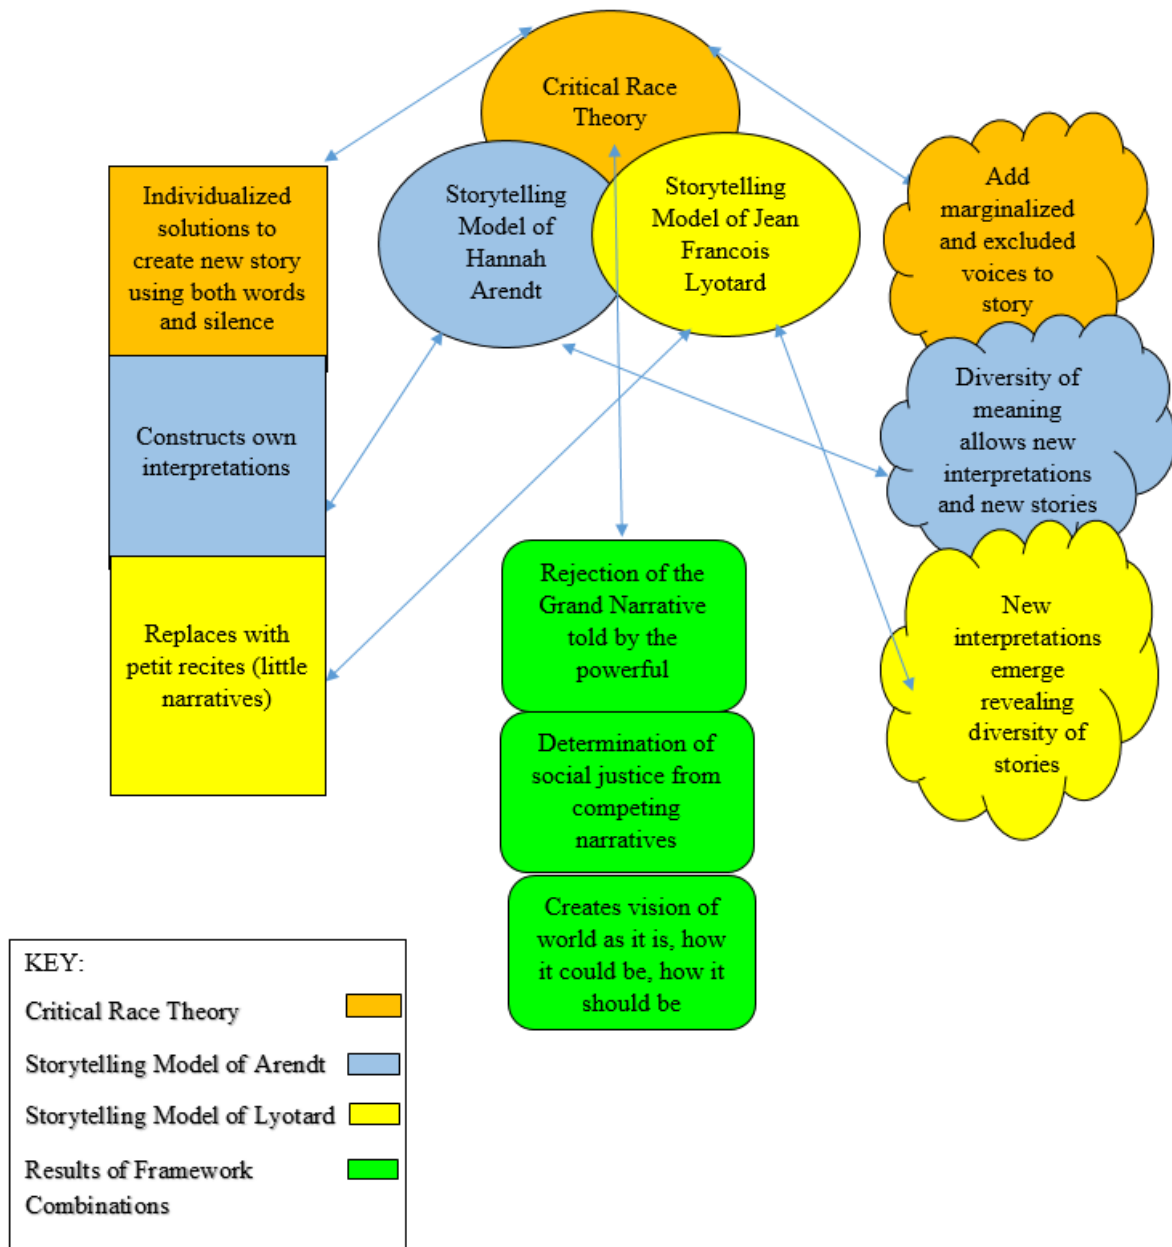 Critical Race
Theory
Storytelling
Model of
Hannah
Arendt
Storytelling
Model of Jean
Francois
Lyotard
Individualized
solutions to
create new story
using both words
and silence
Constructs own
interpretations
Replaces with
petit recites (little
narratives)
Rejection of the
Grand Narrative
told by the
powerful
Determination of
social justice from
competing
narratives
Creates vision of
world as it is, how
it could be, how it
should be
Add
marginalized
and excluded
voices to
story
Diversity of
meaning
allows new
interpretations
and new stories
New
interpretations
emerge
revealing
diversity of
stories
KEY:
Critical Race Theory
Storytelling Model of Arendt
Storytelling Model of Lyotard
Results of Framework
Combinations